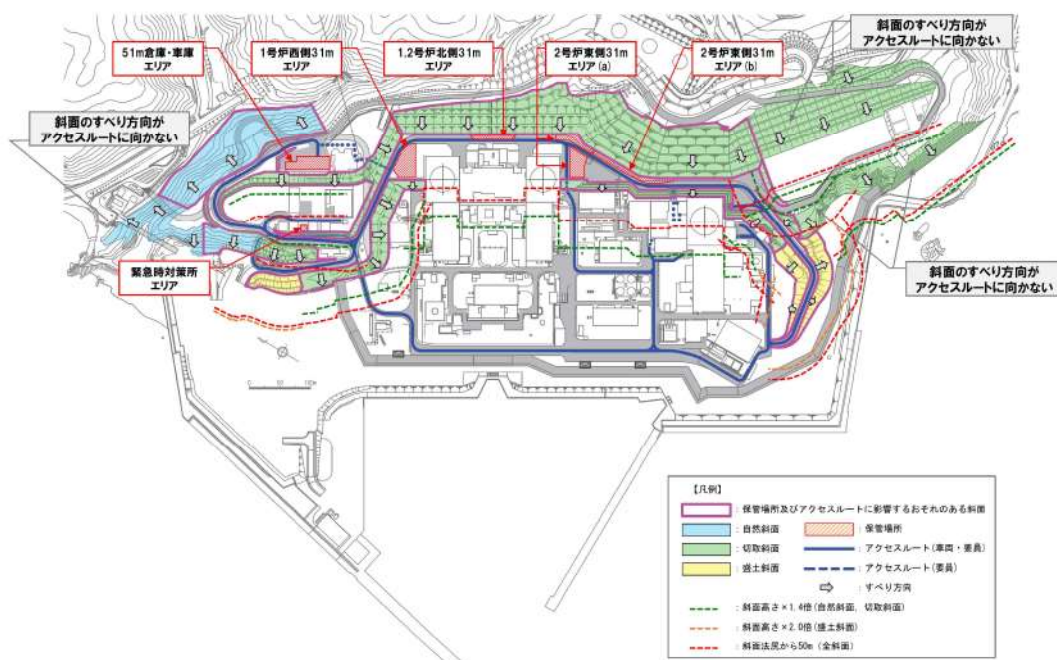 斜面のすべり方向が
アクセスルートに向かない
51m倉庫・車庫
エリア
1号炉西側31m
エリア
1,2号炉北側31m
エリア
2号炉東側31m
エリア(a)
2号炉東側31m
エリア(b)
斜面のすべり方向が
アクセスルートに向かない
緊急時対策所
エリア
斜面のすべり方向が
アクセスルートに向かない
【凡例】
：保管場所及びアクセスルートに影響するおそれのある斜面
：自然斜面
：保管場所
：切取斜面
：アクセスルート(車両・要員)
：盛土斜面
：アクセスルート(要員)
：すべり方向
：斜面高さ×1.4倍(自然斜面，切取斜面)
：斜面高さ×2.0倍(盛土斜面)
：斜面法尻から50m (全斜面)